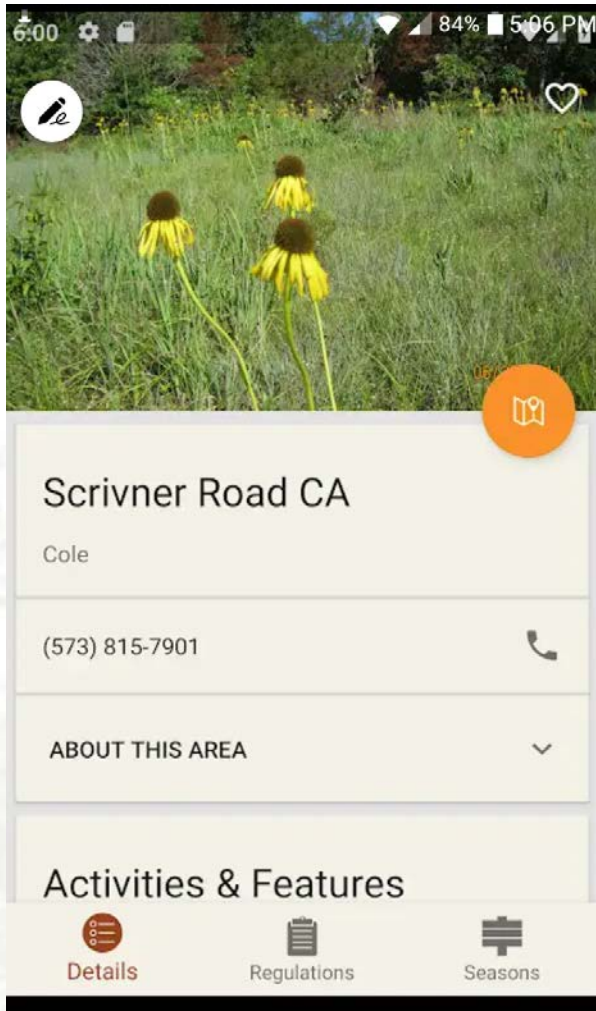 6:00
84% 5:06 PM
Scrivner Road CA
Cole
(573) 815-7901
ABOUT THIS AREA
Activities & Features
Details
Regulations
Seasons